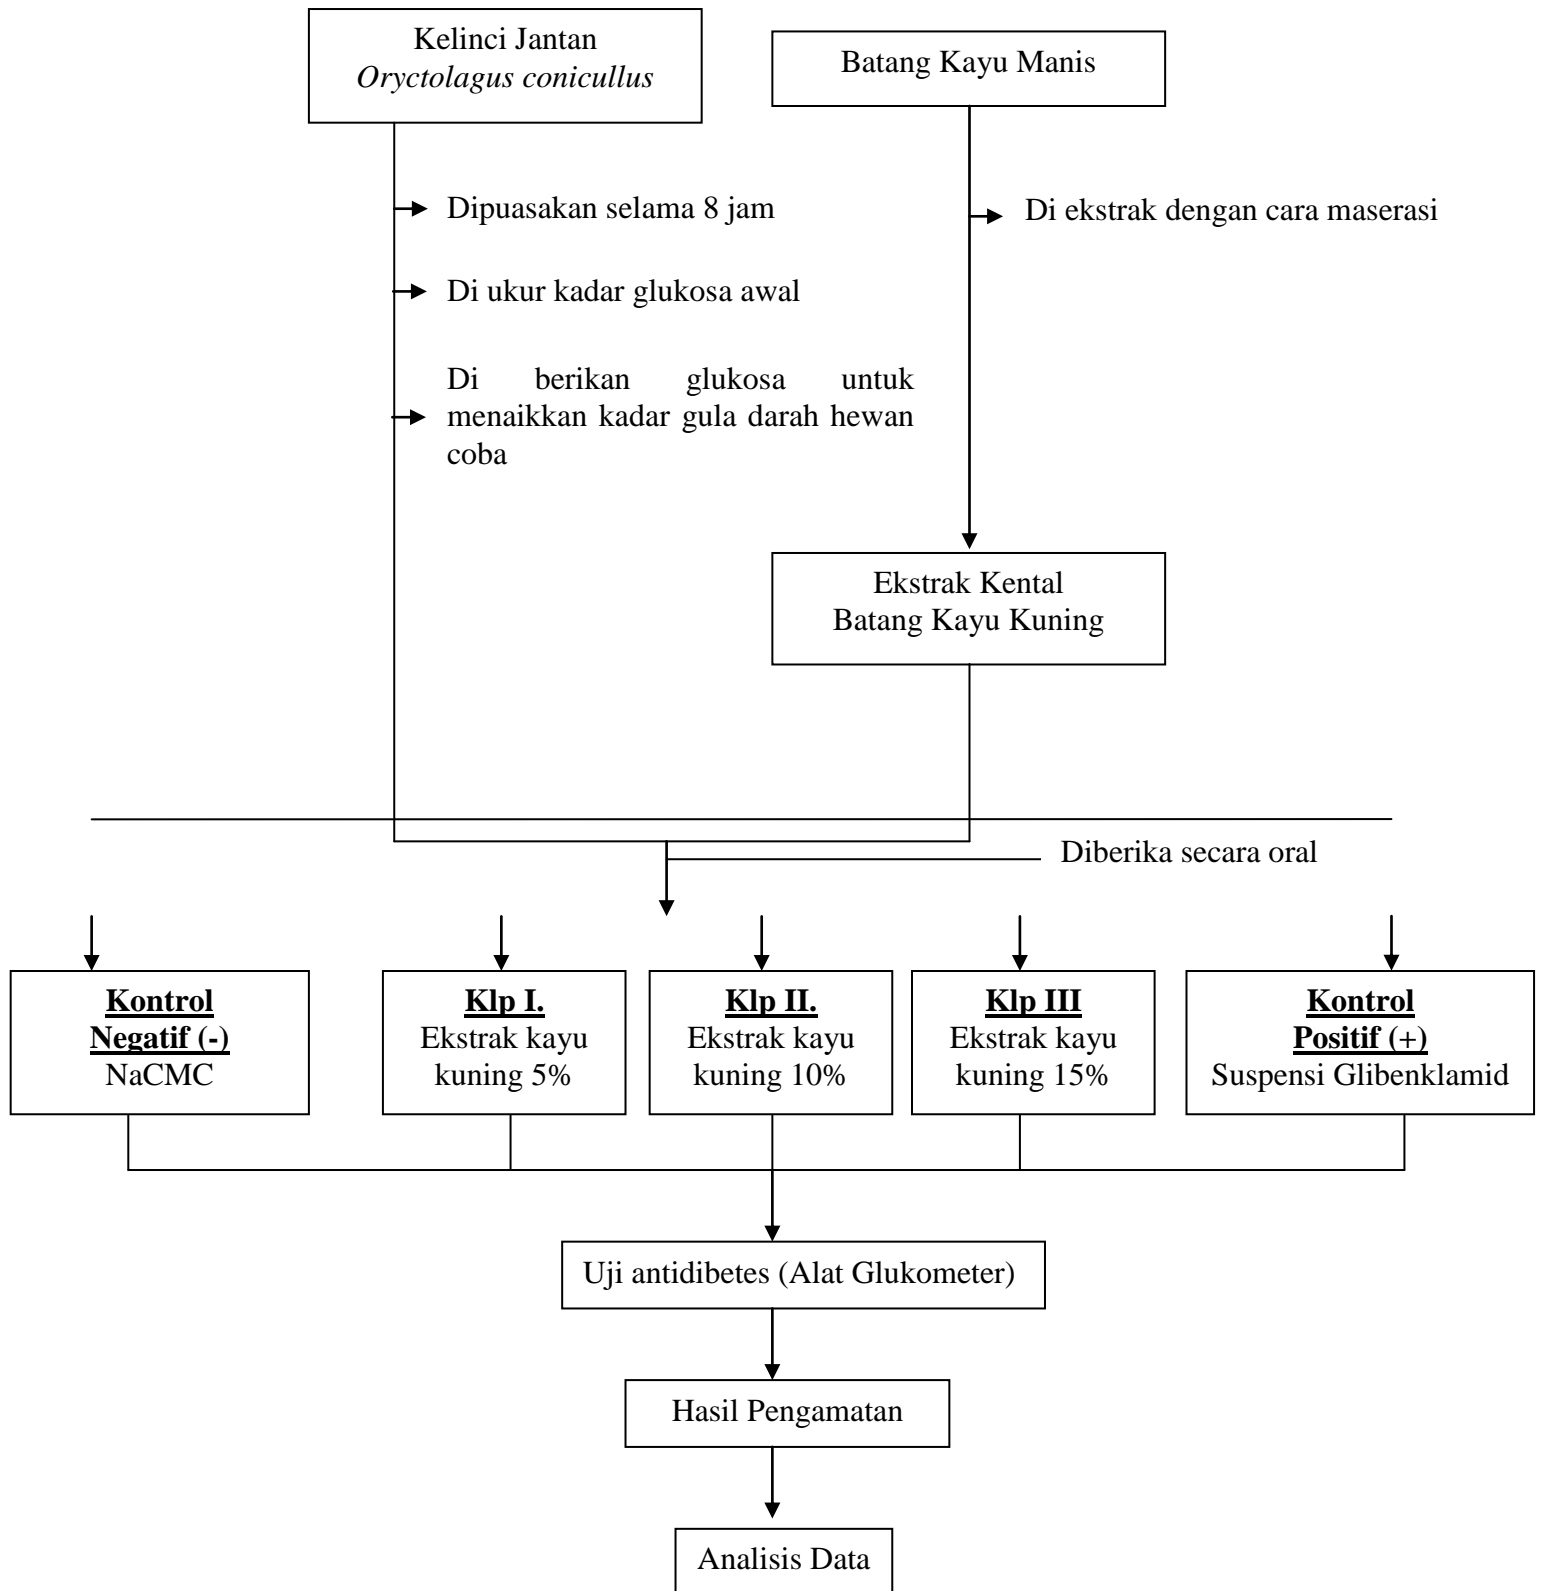 Kelinci Jantan
Oryctolagus conicullus
Batang Kayu Manis
Dipuasakan selama 8 jam
Di ekstrak dengan cara maserasi
Di ukur kadar glukosa awal
Di berikan glukosa untuk
menaikkan kadar gula darah hewan
coba
Ekstrak Kental
Batang Kayu Kuning
Diberika secara oral
Kontrol
Negatif (-)
NaCMC
Klp I.
Ekstrak kayu
kuning 5%
Klp II.
Ekstrak kayu
kuning 10%
Klp III
Ekstrak kayu
kuning 15%
Kontrol
Positif (+)
Suspensi Glibenklamid
Uji antidibetes (Alat Glukometer)
Hasil Pengamatan
Analisis Data